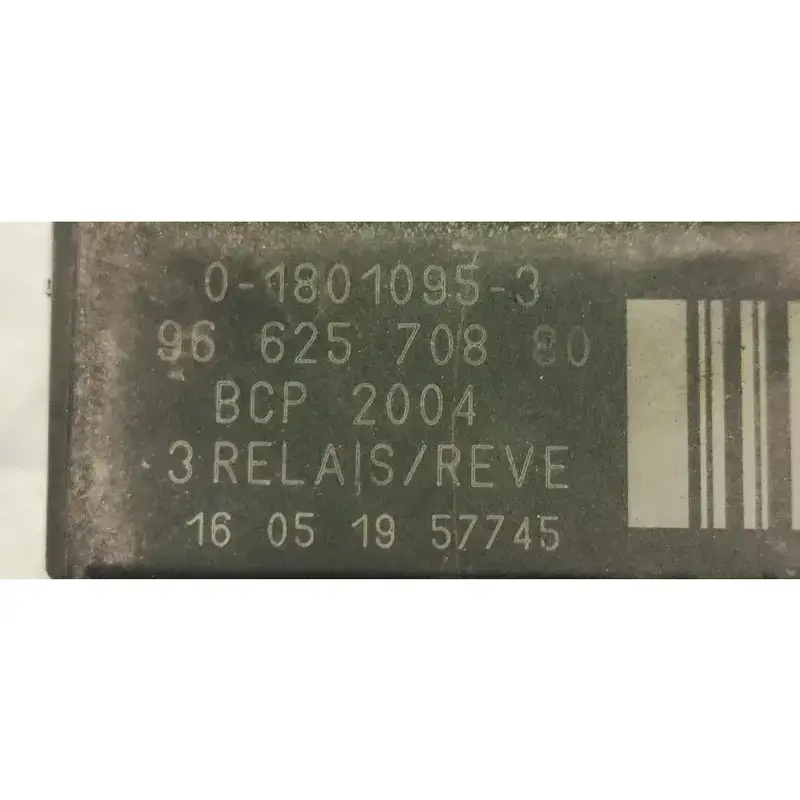 0-1801095-3
96 625 708 80
BCP 2004
3 RELAIS/REVE
16 05 19 57745